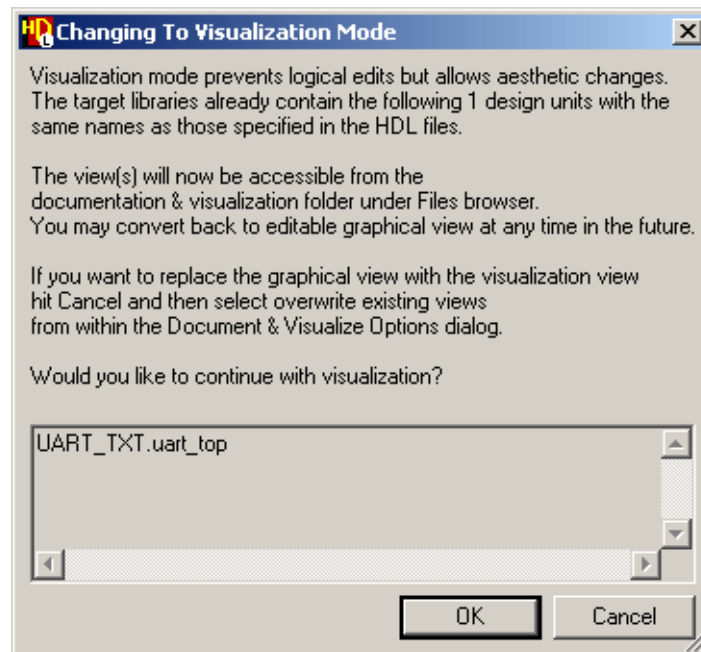 HDL Changing To Visualization Mode
Visualization mode prevents logical edits but allows aesthetic changes.
The target libraries already contain the following 1 design units with the
same names as those specified in the HDL files.
The view(s) will now be accessible from the
documentation & visualization folder under Files browser.
You may convert back to editable graphical view at any time in the future.
If you want to replace the graphical view with the visualization view
hit Cancel and then select overwrite existing views
from within the Document & Visualize Options dialog.
Would you like to continue with visualization?
UART_TXT.uart_top
OK Cancel